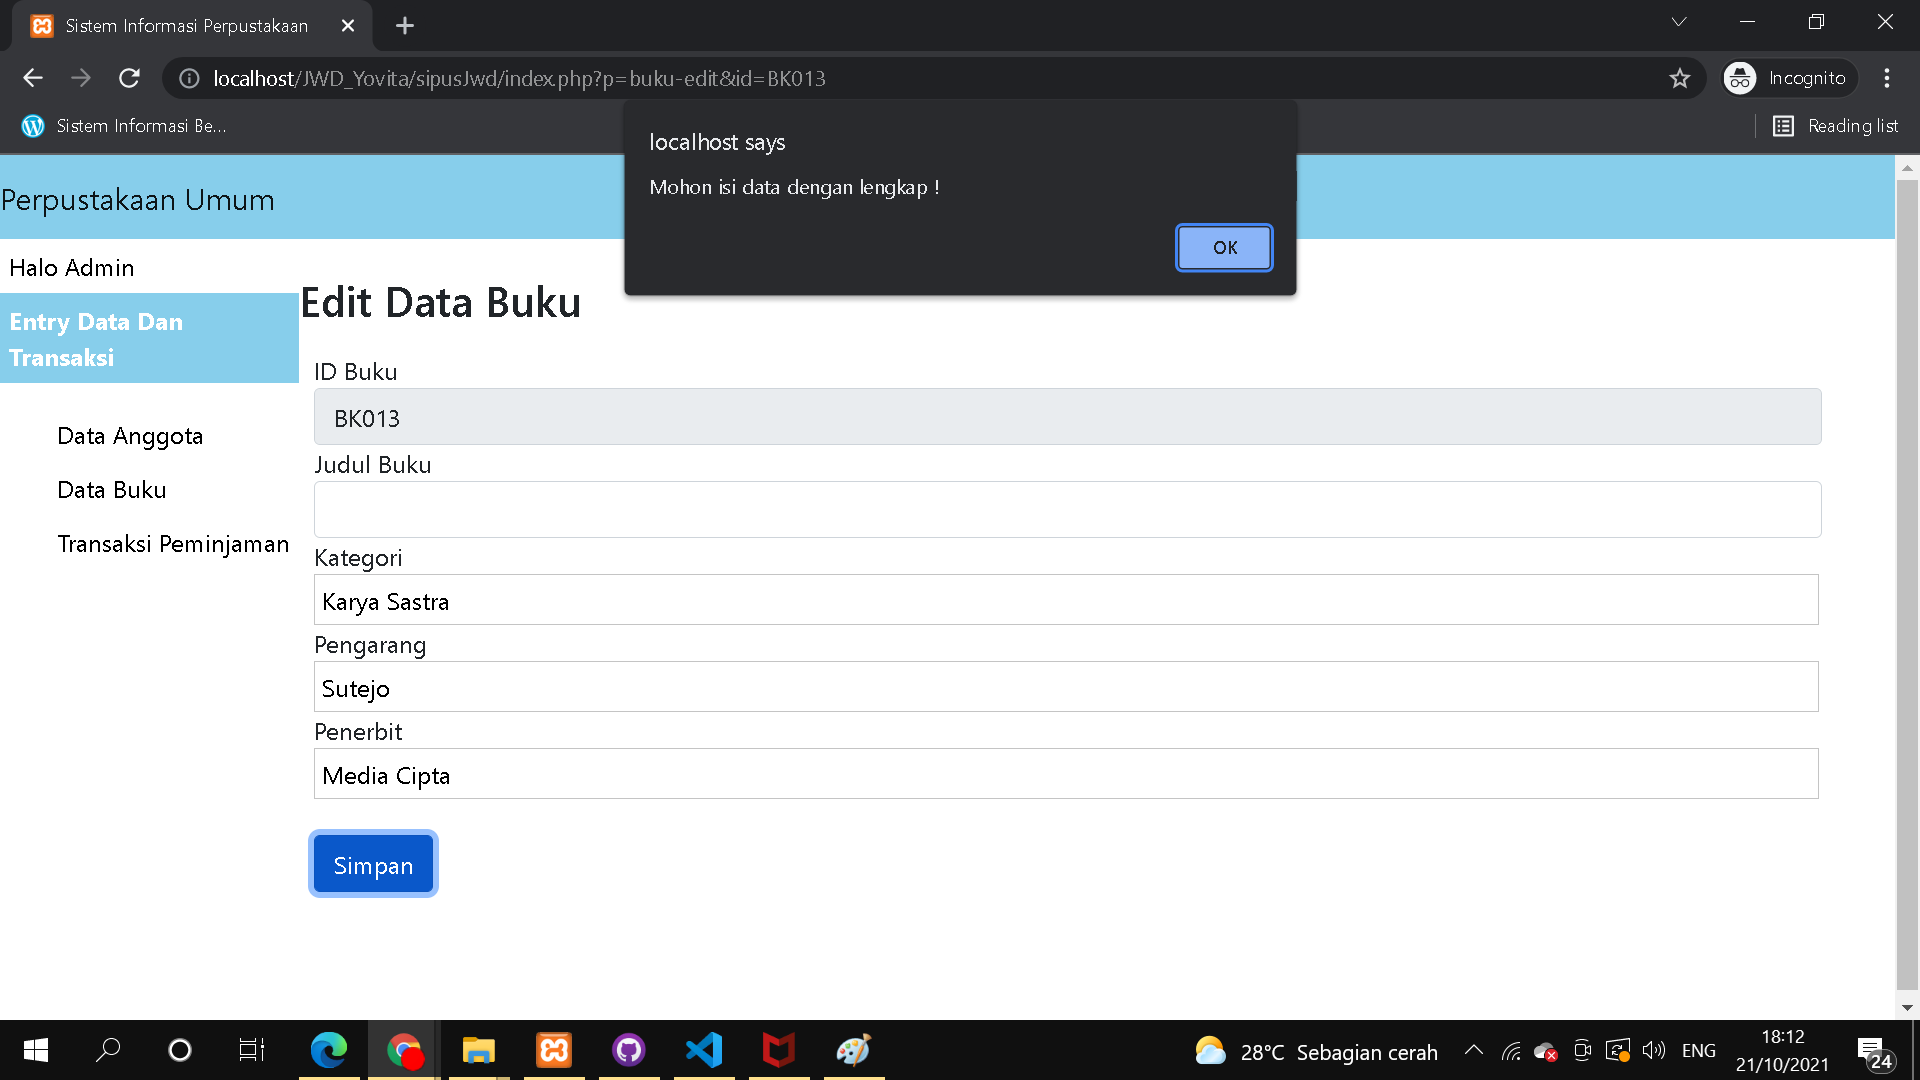 Sistem Informasi Perpustakaan
localhost/JWD_Yovita/sipusJwd/index.php?p=buku-edit&id=BK013
Incognito
Sistem Informasi Be...
Reading list
localhost says
Mohon isi data dengan lengkap !
OK
Perpustakaan Umum
Halo Admin
Entry Data Dan
Transaksi
Data Anggota
Data Buku
Transaksi Peminjaman
Edit Data Buku
ID Buku
BK013
Judul Buku
Kategori
Karya Sastra
Pengarang
Sutejo
Penerbit
Media Cipta
Simpan
28°C Sebagian cerah
ENG
18:12
21/10/2021
24